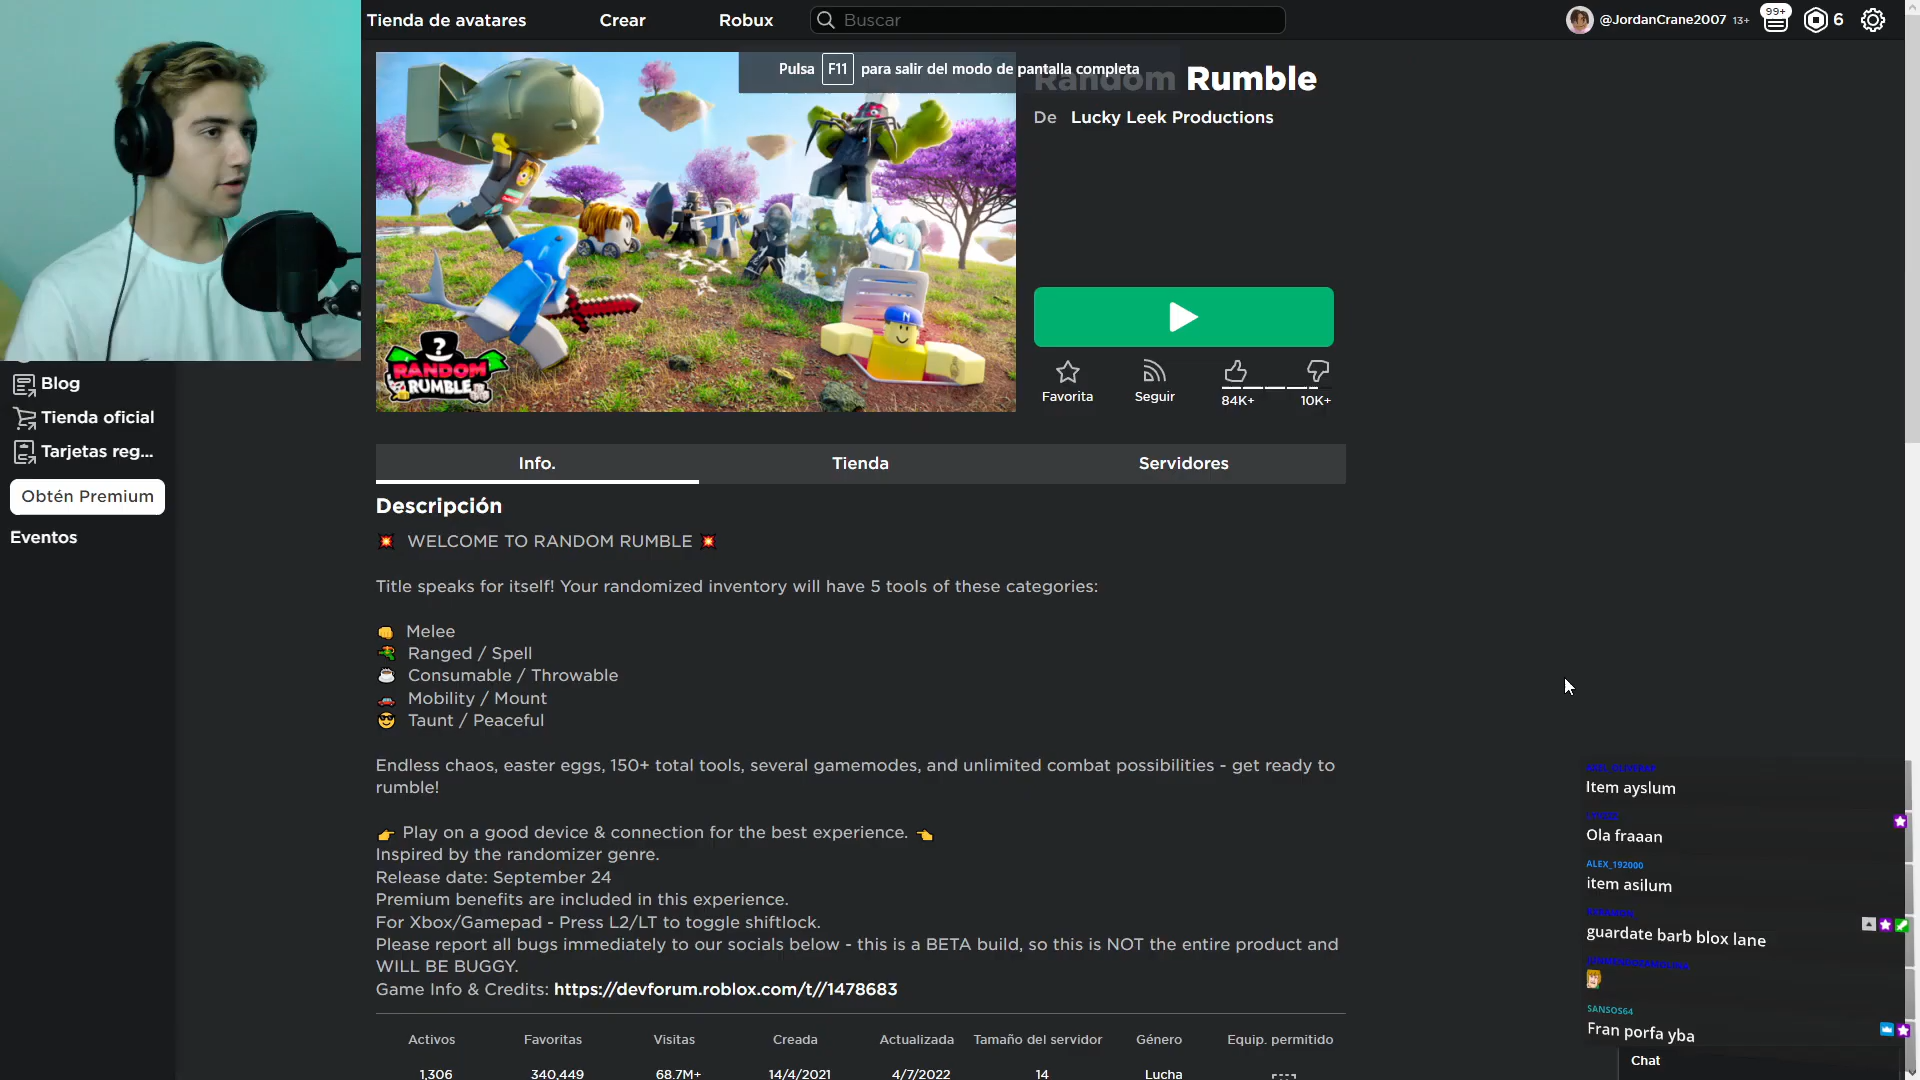 Tienda de avatares
Crear
Robux
Buscar
@JordanCrane2007 13+
99+
6
Pulsa F11 para salir del modo de pantalla completa
Random Rumble
De Lucky Leek Productions
?
RANDOM
RUMBLE
Favorita
Seguir
84K+
10K+
Blog
Tienda oficial
Tarjetas reg...
Obtén Premium
Eventos
Info.
Tienda
Servidores
Descripción
💥 WELCOME TO RANDOM RUMBLE 💥
Title speaks for itself! Your randomized inventory will have 5 tools of these categories:
👊 Melee
🔫 Ranged / Spell
☕ Consumable / Throwable
🚗 Mobility / Mount
😎 Taunt / Peaceful
Endless chaos, easter eggs, 150+ total tools, several gamemodes, and unlimited combat possibilities - get ready to
rumble!
👉 Play on a good device & connection for the best experience. 👈
Inspired by the randomizer genre.
Release date: September 24
Premium benefits are included in this experience.
For Xbox/Gamepad - Press L2/LT to toggle shiftlock.
Please report all bugs immediately to our socials below - this is a BETA build, so this is NOT the entire product and
WILL BE BUGGY.
Game Info & Credits: https://devforum.roblox.com/t//1478683
Activos
Favoritas
Visitas
Creada
Actualizada
Tamaño del servidor
Género
Equip. permitido
1,306
340,449
68.7M+
14/4/2021
4/7/2022
14
Lucha
Item ayslum
Ola fraaan
ALEX_192000
item asilum
guardate barb blox lane
SANSOS64
Fran porfa yba
Chat